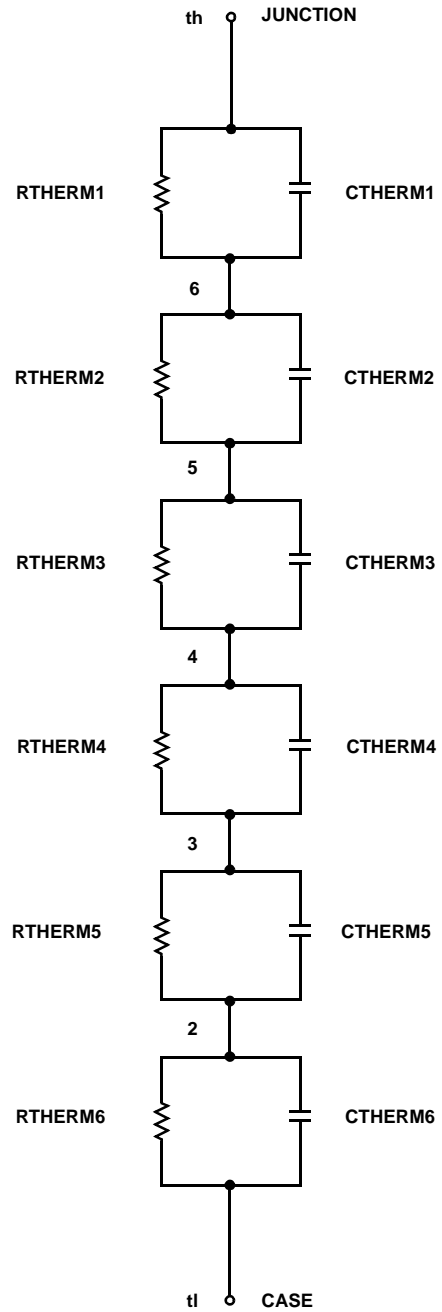 th JUNCTION
RTHERM1 CTHERM1
6
RTHERM2 CTHERM2
5
RTHERM3 CTHERM3
4
RTHERM4 CTHERM4
3
RTHERM5 CTHERM5
2
RTHERM6 CTHERM6
tl CASE